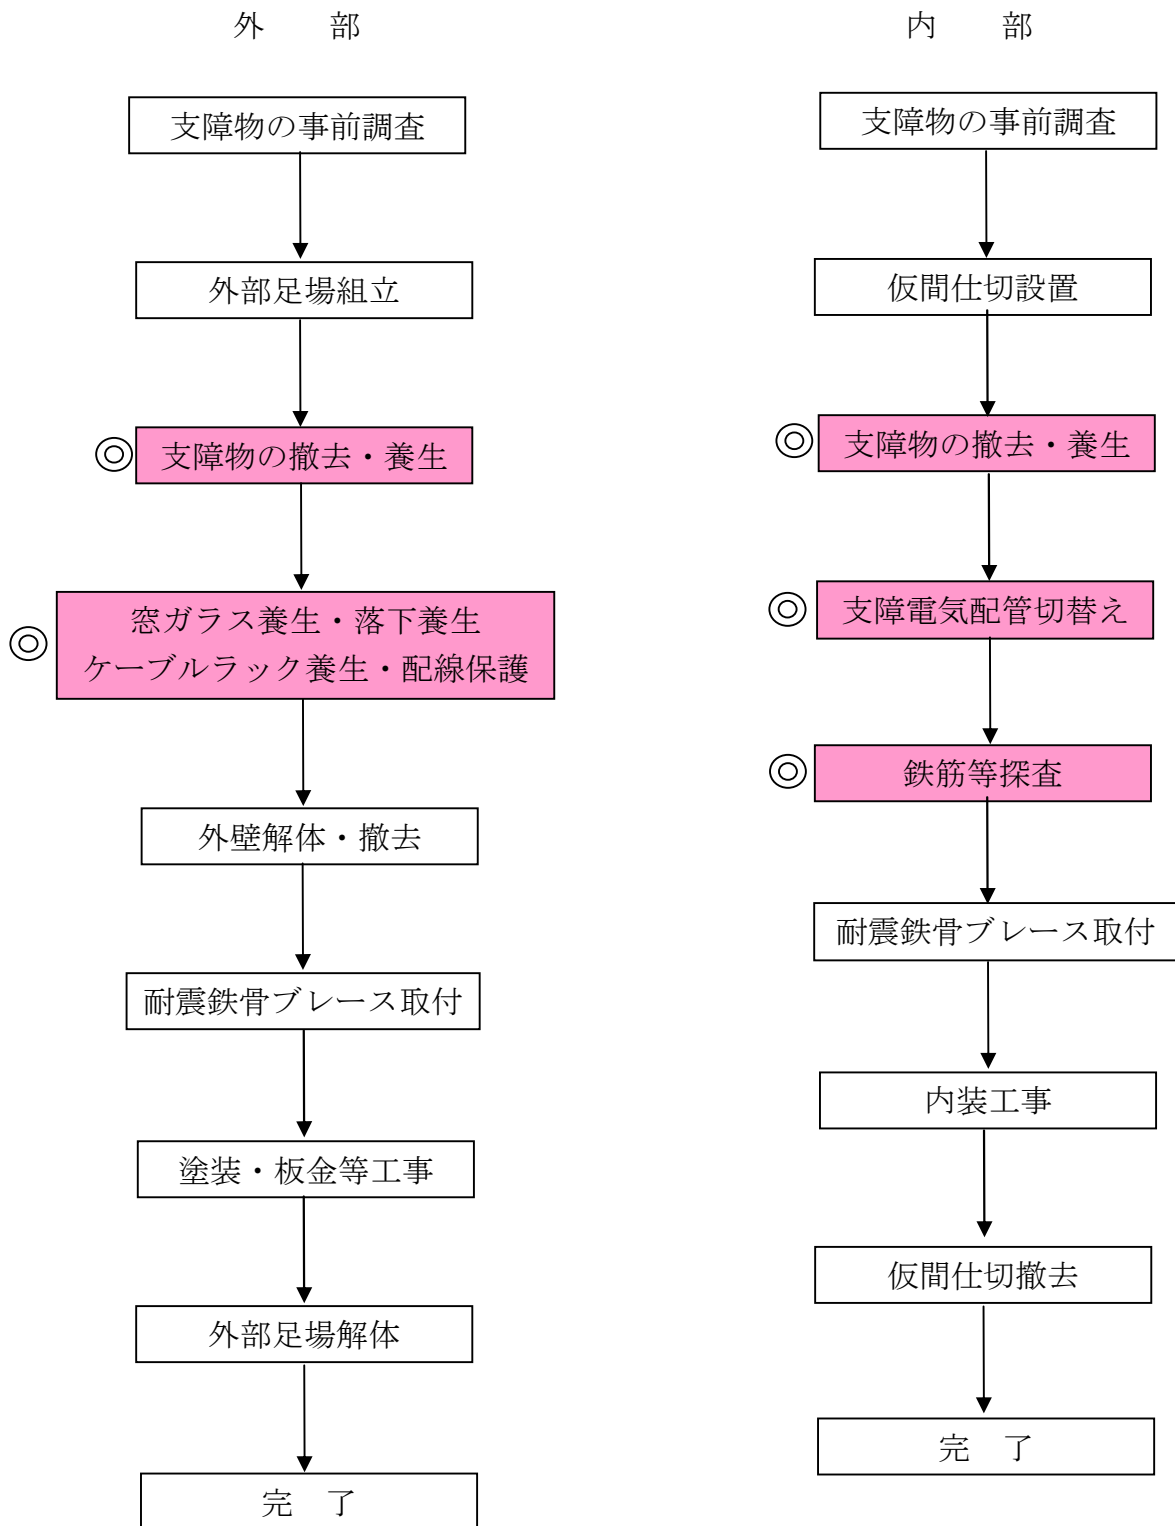 外　部
支障物の事前調査
外部足場組立
◎
支障物の撤去・養生
◎
窓ガラス養生・落下養生
ケーブルラック養生・配線保護
外壁解体・撤去
耐震鉄骨ブレース取付
塗装・板金等工事
外部足場解体
完　了
内　部
支障物の事前調査
仮間仕切設置
◎
支障物の撤去・養生
◎
支障電気配管切替え
◎
鉄筋等探査
耐震鉄骨ブレース取付
内装工事
仮間仕切撤去
完　了